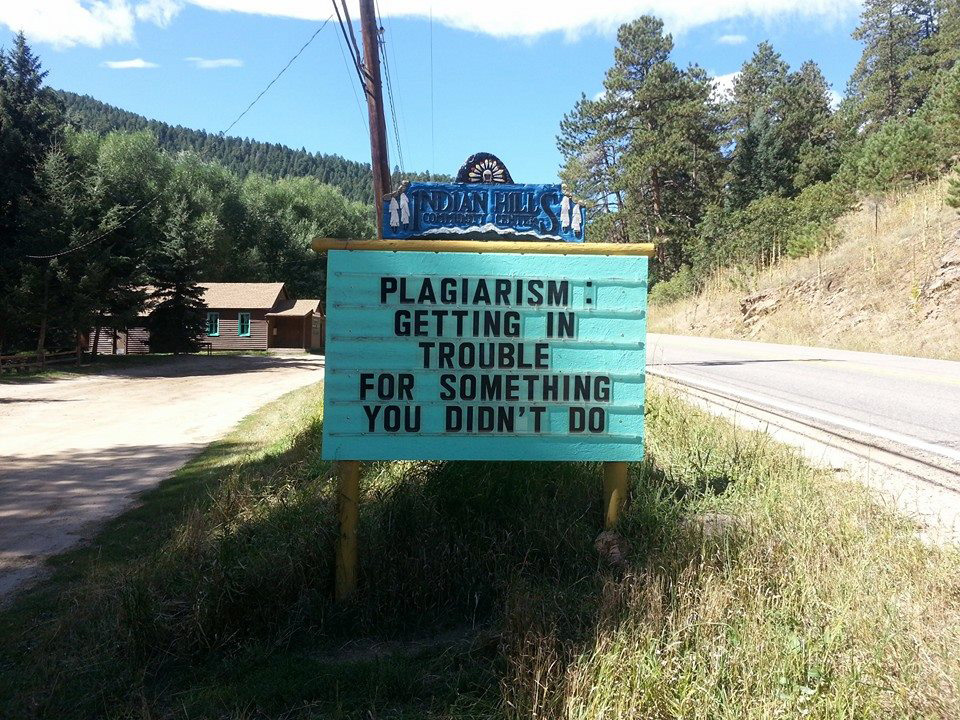 INDIAN HILLS
COMMUNITY CENTER
PLAGIARISM :
GETTING IN
TROUBLE
FOR SOMETHING
YOU DIDN'T DO